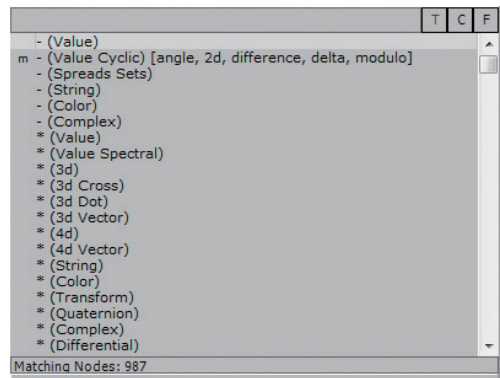 T C F
- (Value)
m - (Value Cyclic) [angle, 2d, difference, delta, modulo]
- (Spreads Sets)
- (String)
- (Color)
- (Complex)
* (Value)
* (Value Spectral)
* (3d)
* (3d Cross)
* (3d Dot)
* (3d Vector)
* (4d)
* (4d Vector)
* (String)
* (Color)
* (Transform)
* (Quaternion)
* (Complex)
* (Differential)
Matching Nodes: 987